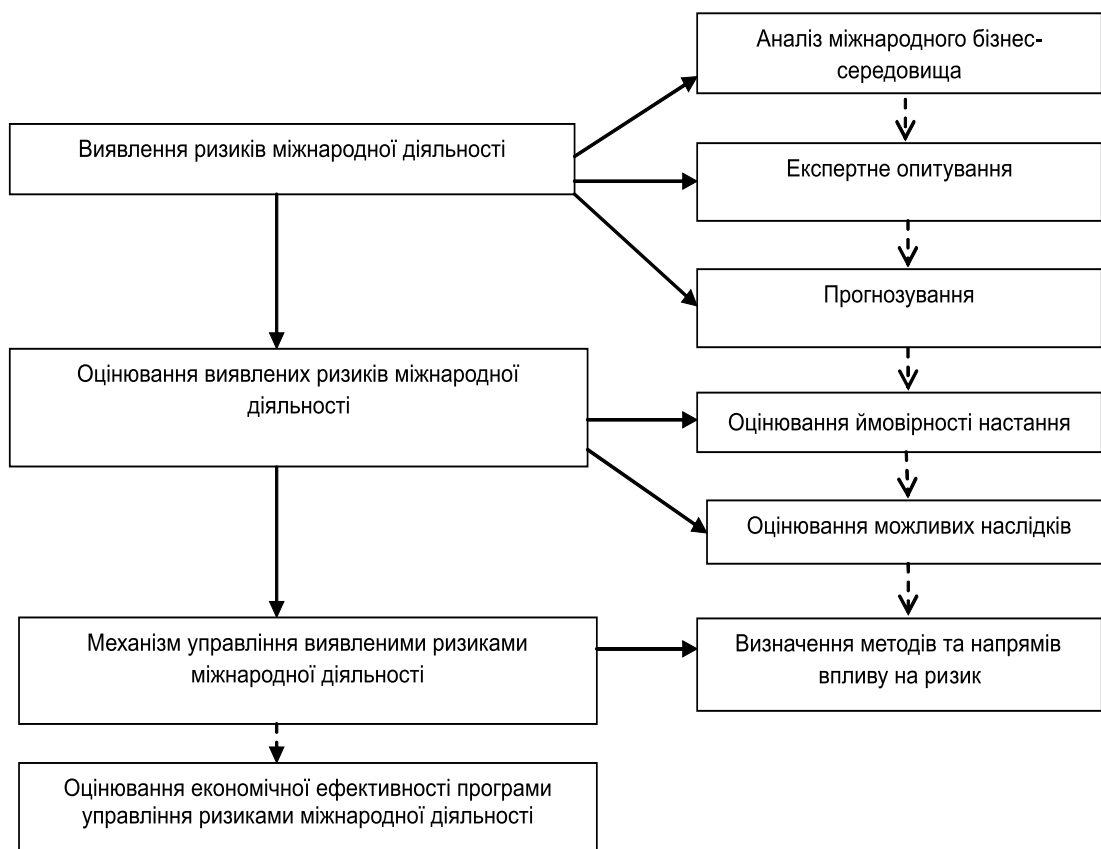 Аналіз міжнародного бізнес-
середовища
Виявлення ризиків міжнародної діяльності
Експертне опитування
Прогнозування
Оцінювання виявлених ризиків міжнародної
діяльності
Оцінювання ймовірності настання
Оцінювання можливих наслідків
Механізм управління виявленими ризиками
міжнародної діяльності
Визначення методів та напрямів
впливу на ризик
Оцінювання економічної ефективності програми
управління ризиками міжнародної діяльності